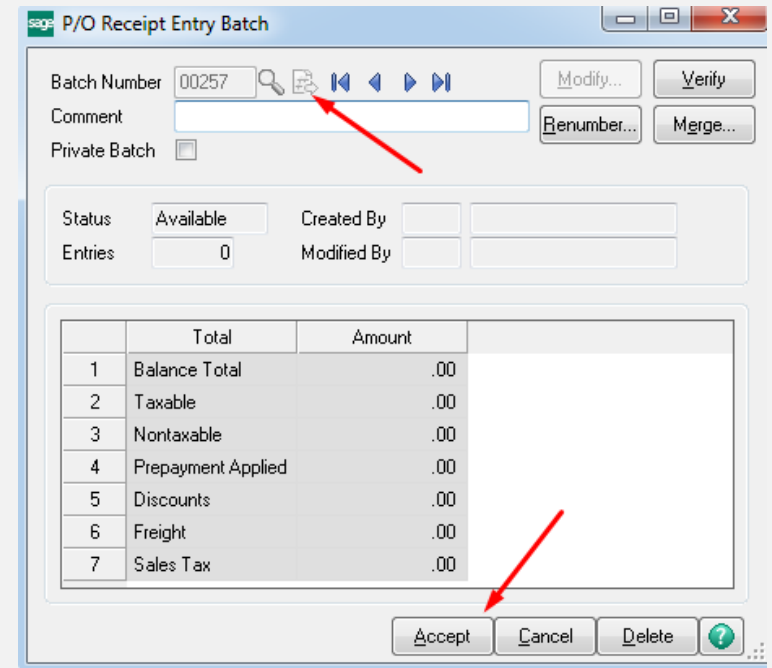 sage P/O Receipt Entry Batch
Batch Number 00257 Modify... Verify
Comment Renumber... Merge...
Private Batch
Status Available Created By
Entries 0 Modified By
Total Amount
1 Balance Total .00
2 Taxable .00
3 Nontaxable .00
4 Prepayment Applied .00
5 Discounts .00
6 Freight .00
7 Sales Tax .00
Accept Cancel Delete ?